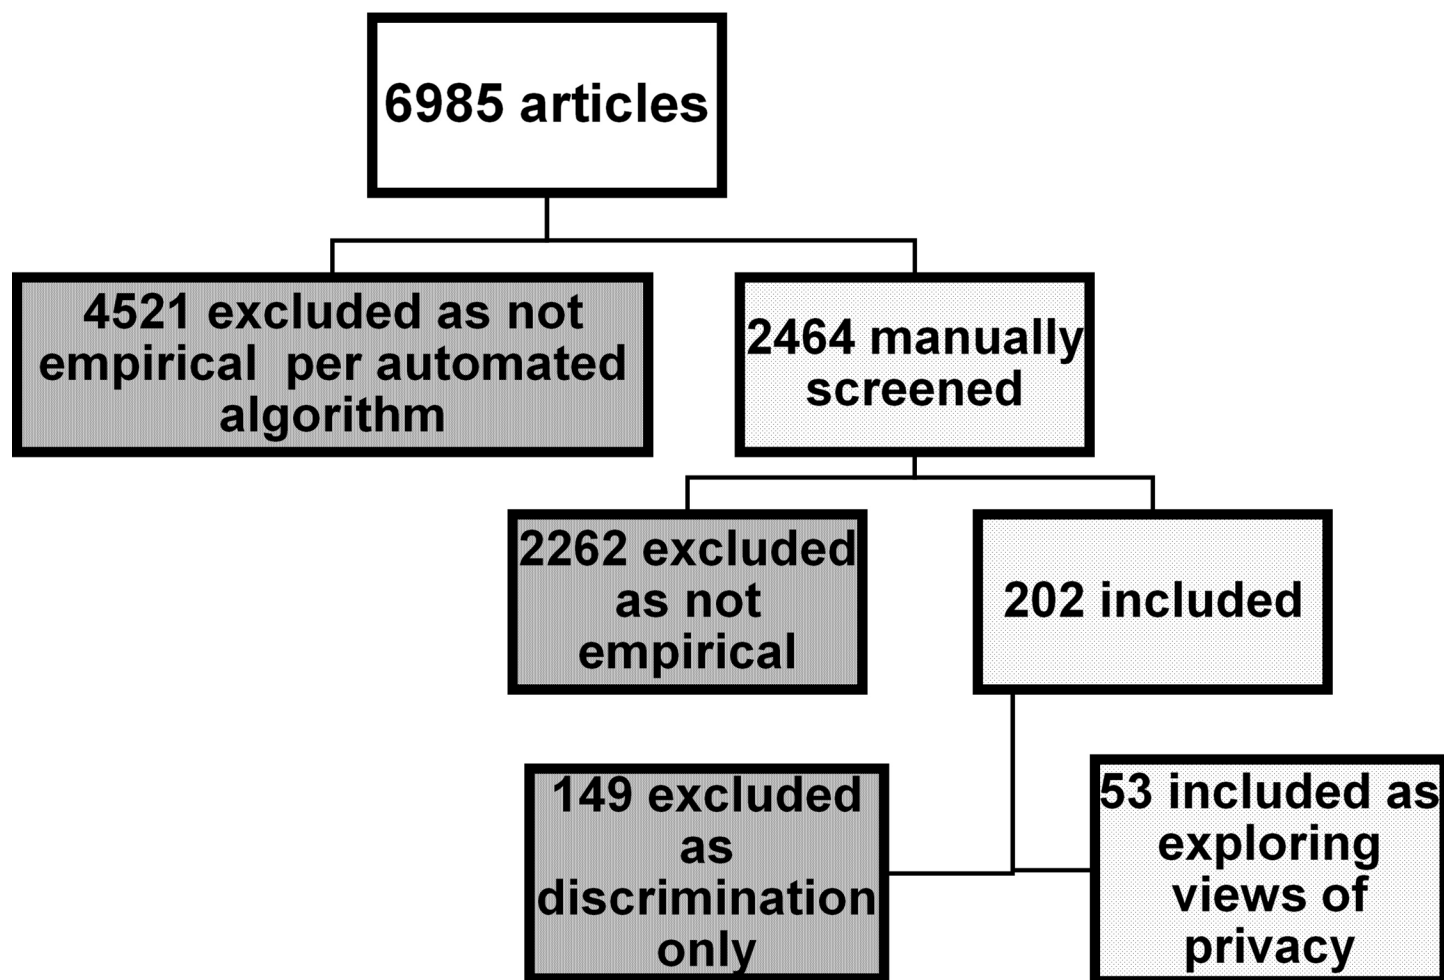 6985 articles
4521 excluded as not
empirical  per automated
algorithm
2464 manually
screened
2262 excluded
as not
empirical
202 included
149 excluded
as
discrimination
only
53 included as
exploring
views of
privacy